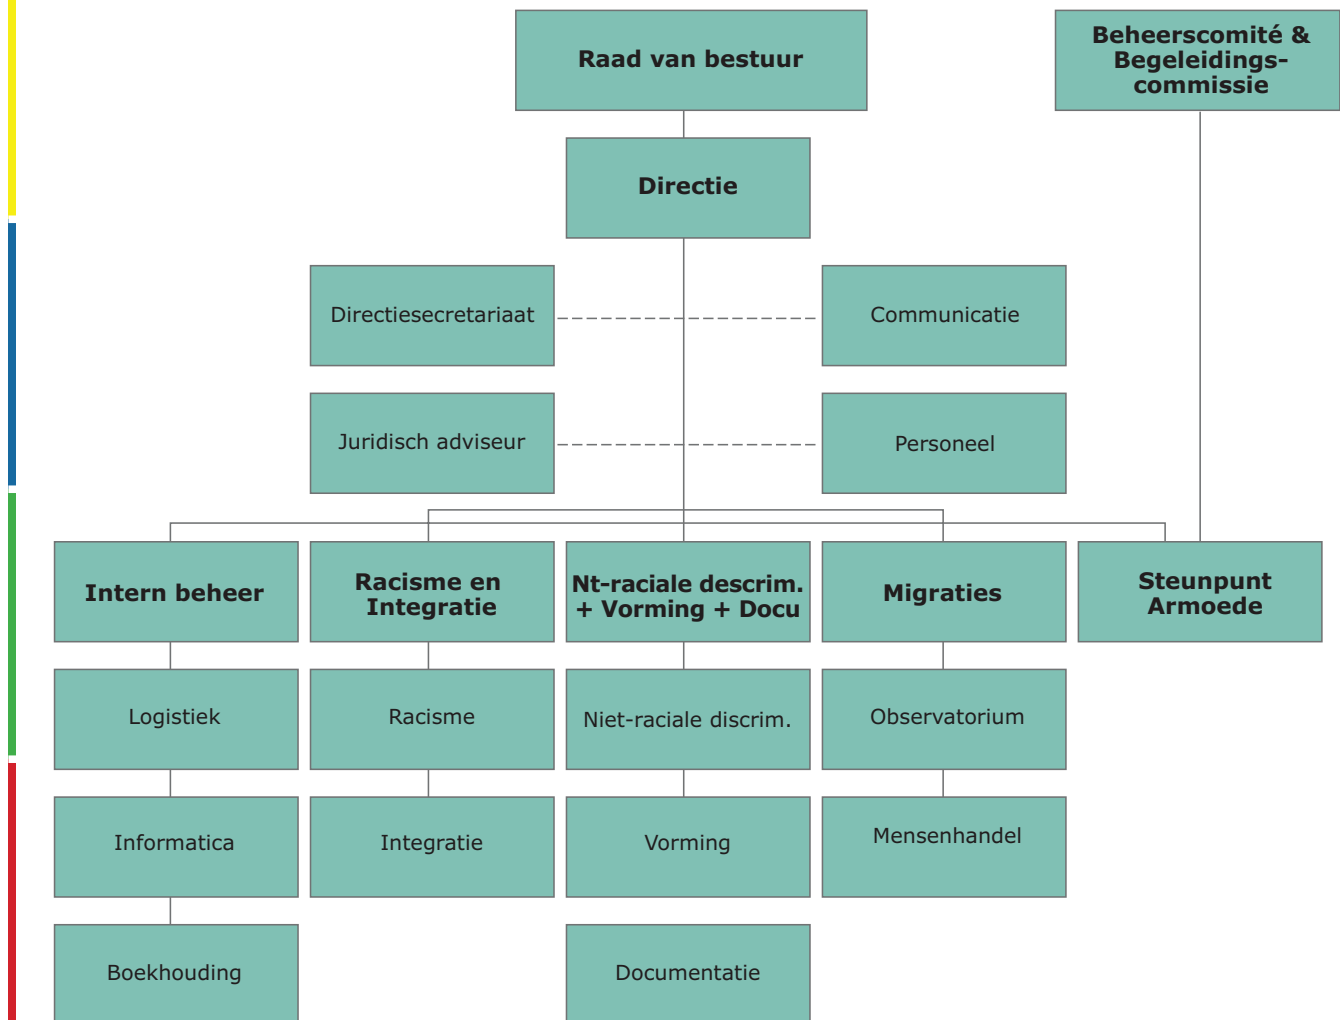 Raad van bestuur
Beheerscomité &
Begeleidings-
commissie
Directie
Directiesecretariaat
Communicatie
Juridisch adviseur
Personeel
Intern beheer
Racisme en
Integratie
Nt-raciale descrim.
+ Vorming + Docu
Migraties
Steunpunt
Armoede
Logistiek
Racisme
Niet-raciale discrim.
Observatorium
Informatica
Integratie
Vorming
Mensenhandel
Boekhouding
Documentatie